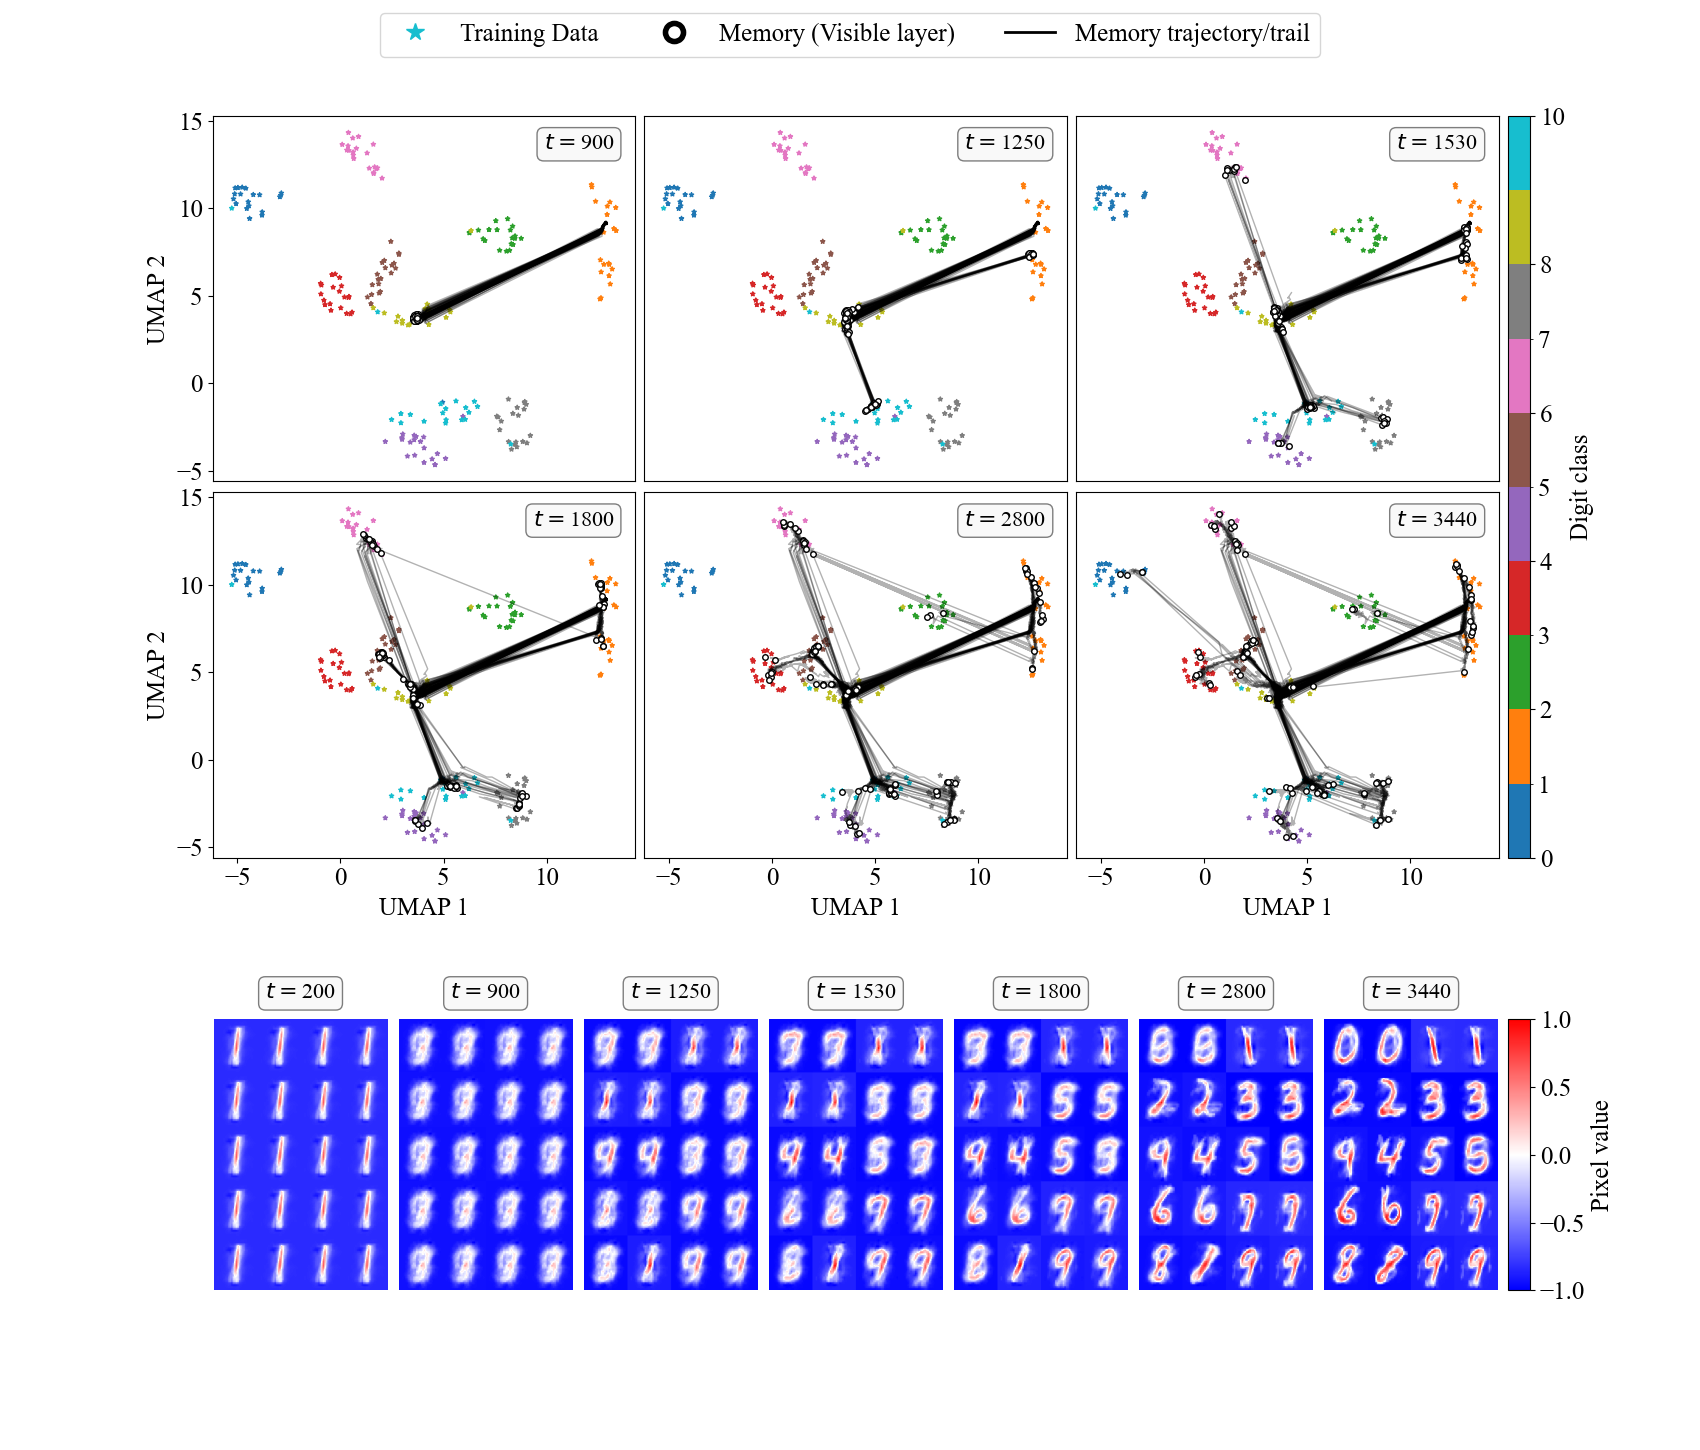 Training Data
Memory (Visible layer)
Memory trajectory/trail
15
10
5
0
−5
UMAP 2
t = 900
t = 1250
t = 1530
15
10
5
0
−5
UMAP 2
t = 1800
t = 2800
t = 3440
−5 0 5 10
−5 0 5 10
−5 0 5 10
UMAP 1
UMAP 1
UMAP 1
10
8
7
6
5
4
3
2
1
0
Digit class
t = 200
t = 900
t = 1250
t = 1530
t = 1800
t = 2800
t = 3440
1.0
0.5
0.0
−0.5
−1.0
Pixel value